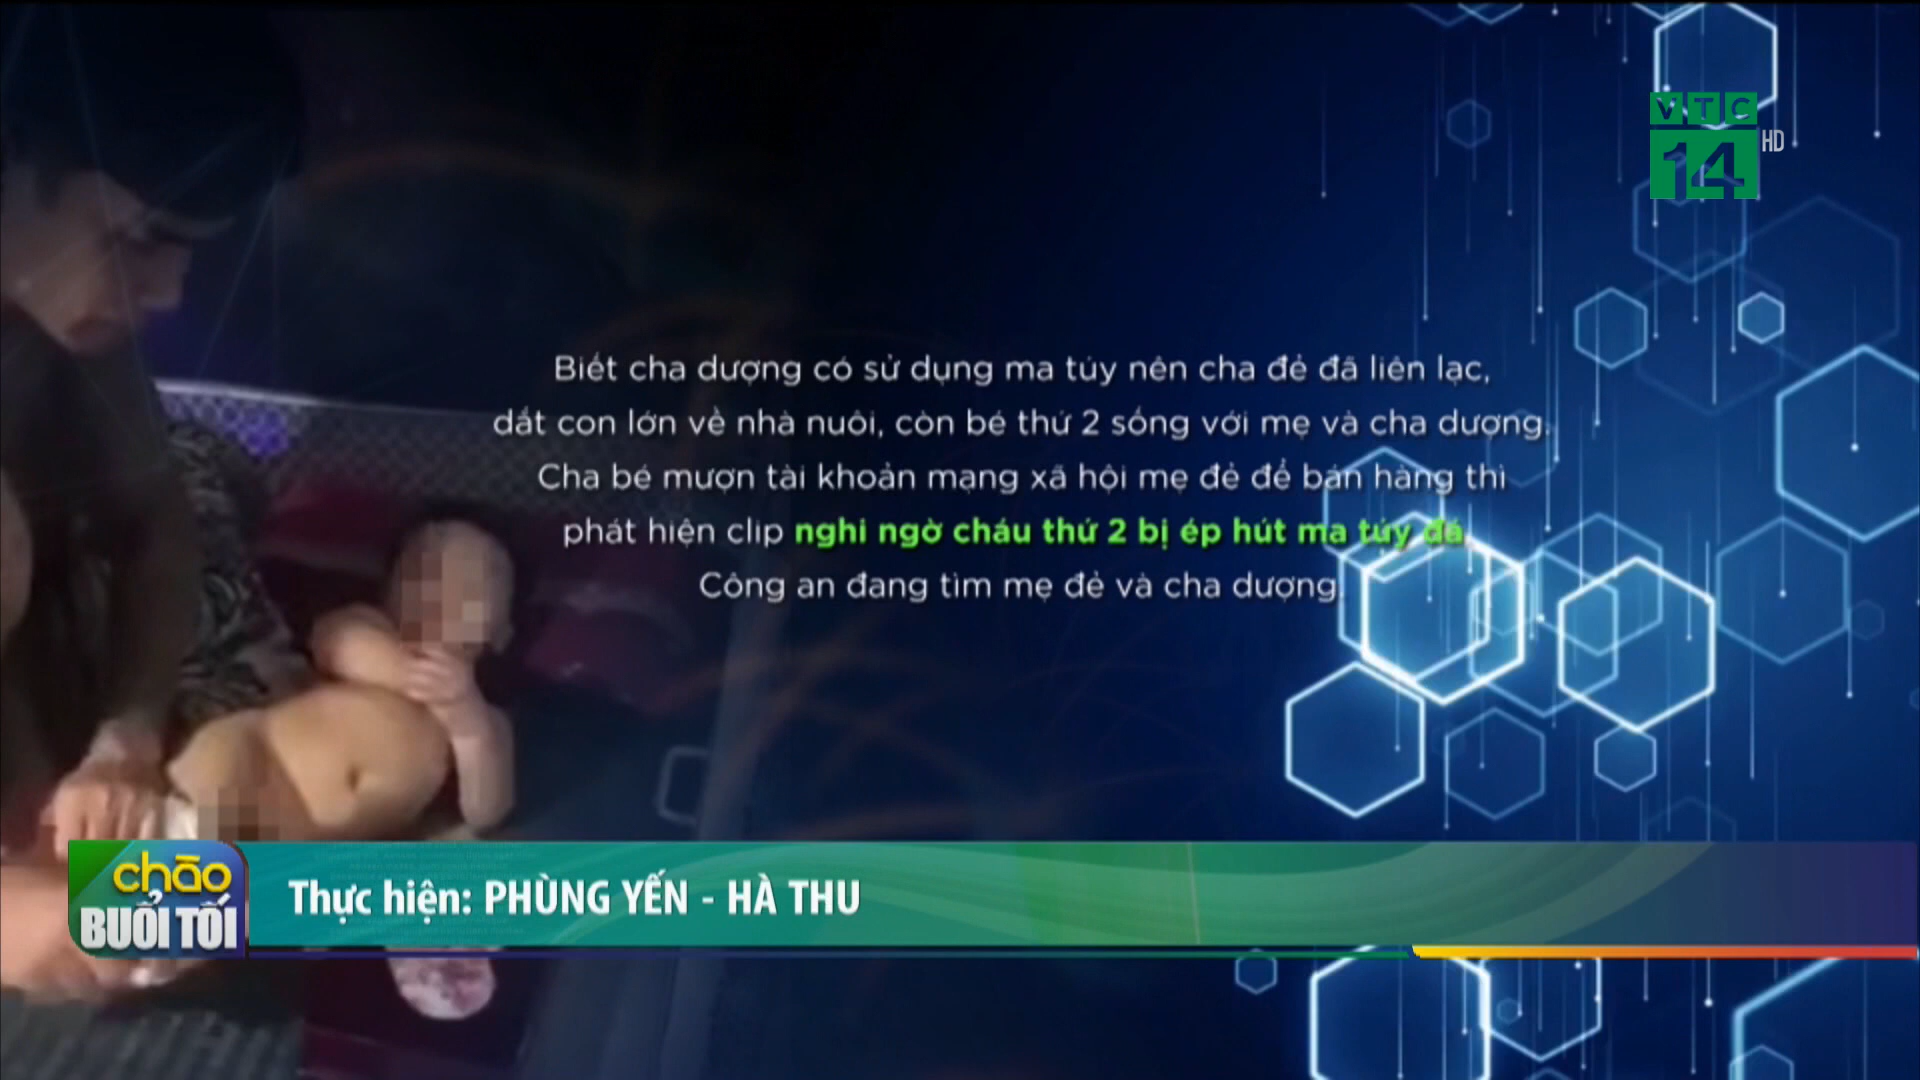 VTC
14 HD
Biết cha dượng có sử dụng ma túy nên cha đẻ đã liên lạc,
dắt con lớn về nhà nuôi, còn bé thứ 2 sống với mẹ và cha dượng.
Cha bé mượn tài khoản mạng xã hội mẹ đẻ để bán hàng thì
phát hiện clip nghi ngờ cháu thứ 2 bị ép hút ma túy đá.
Công an đang tìm mẹ đẻ và cha dượng.
chào
BUỔI TỐI
Thực hiện: PHÙNG YẾN - HÀ THU